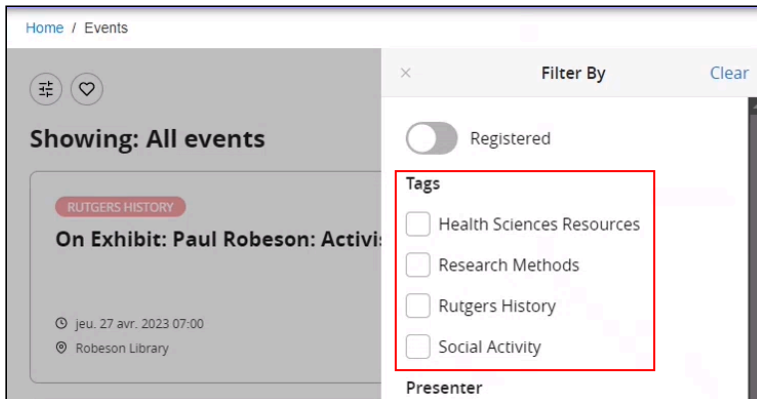 Home / Events
Filter By
Clear
Showing: All events
RUTGERS HISTORY
On Exhibit: Paul Robeson:
jeu. 27 avr. 2023 07:00
Robeson Library
Registered
Tags
Health Sciences Resources
Research Methods
Rutgers History
Social Activity
Presenter